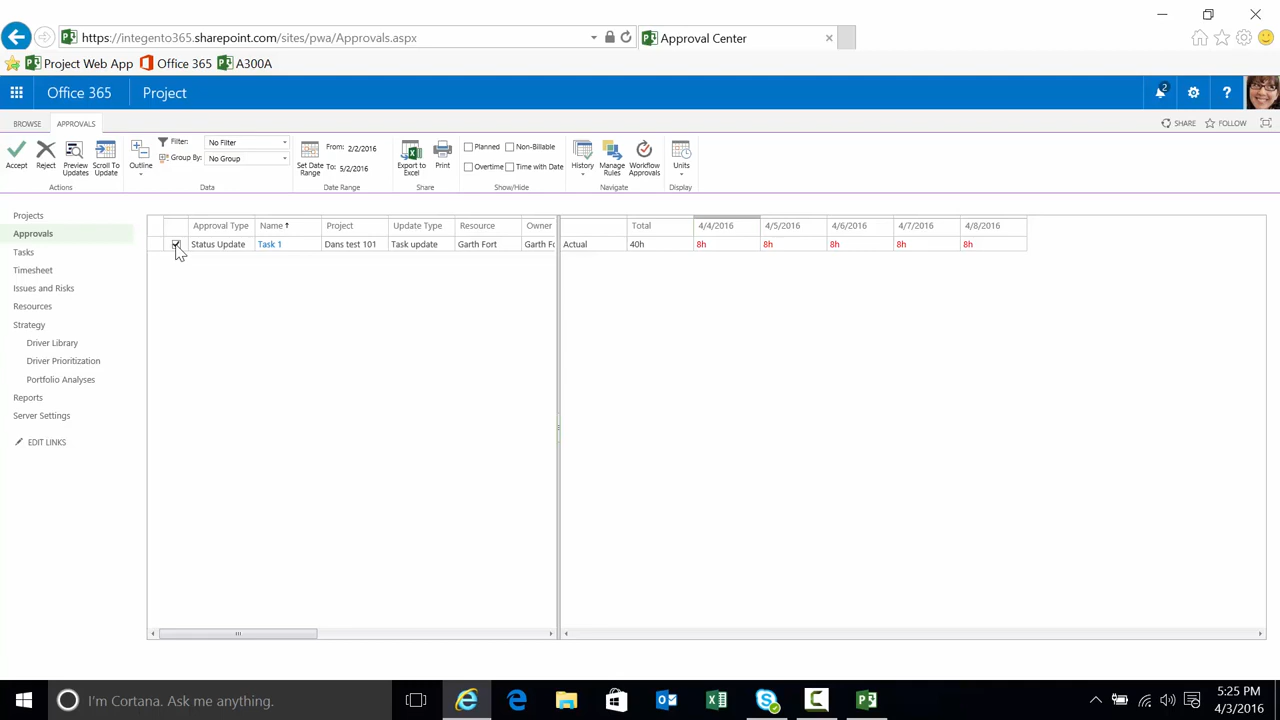 https://integento365.sharepoint.com/sites/pwa/Approvals.aspx
Approval Center
Project Web App
Office 365
A300A
Office 365
Project
2
?
BROWSE
APPROVALS
SHARE
FOLLOW
Accept
Reject
Preview Updates
Scroll To Update
Actions
Outline
Filter:
No Filter
Group By:
No Group
Data
Set Date Range
From:
2/2/2016
To:
5/2/2016
Date Range
Export to Excel
Print
Share
Planned
Non-Billable
Overtime
Time with Date
Show/Hide
History
Manage Rules
Workflow Approvals
Navigate
Units
Display
Projects
Approvals
Tasks
Timesheet
Issues and Risks
Resources
Strategy
Driver Library
Driver Prioritization
Portfolio Analyses
Reports
Server Settings
EDIT LINKS
Approval Type
Name
Project
Update Type
Resource
Owner
Total
4/4/2016
4/5/2016
4/6/2016
4/7/2016
4/8/2016
Status Update
Task 1
Dans test 101
Task update
Garth Fort
Garth Fo
Actual
40h
8h
8h
8h
8h
8h
I'm Cortana. Ask me anything.
5:25 PM
4/3/2016